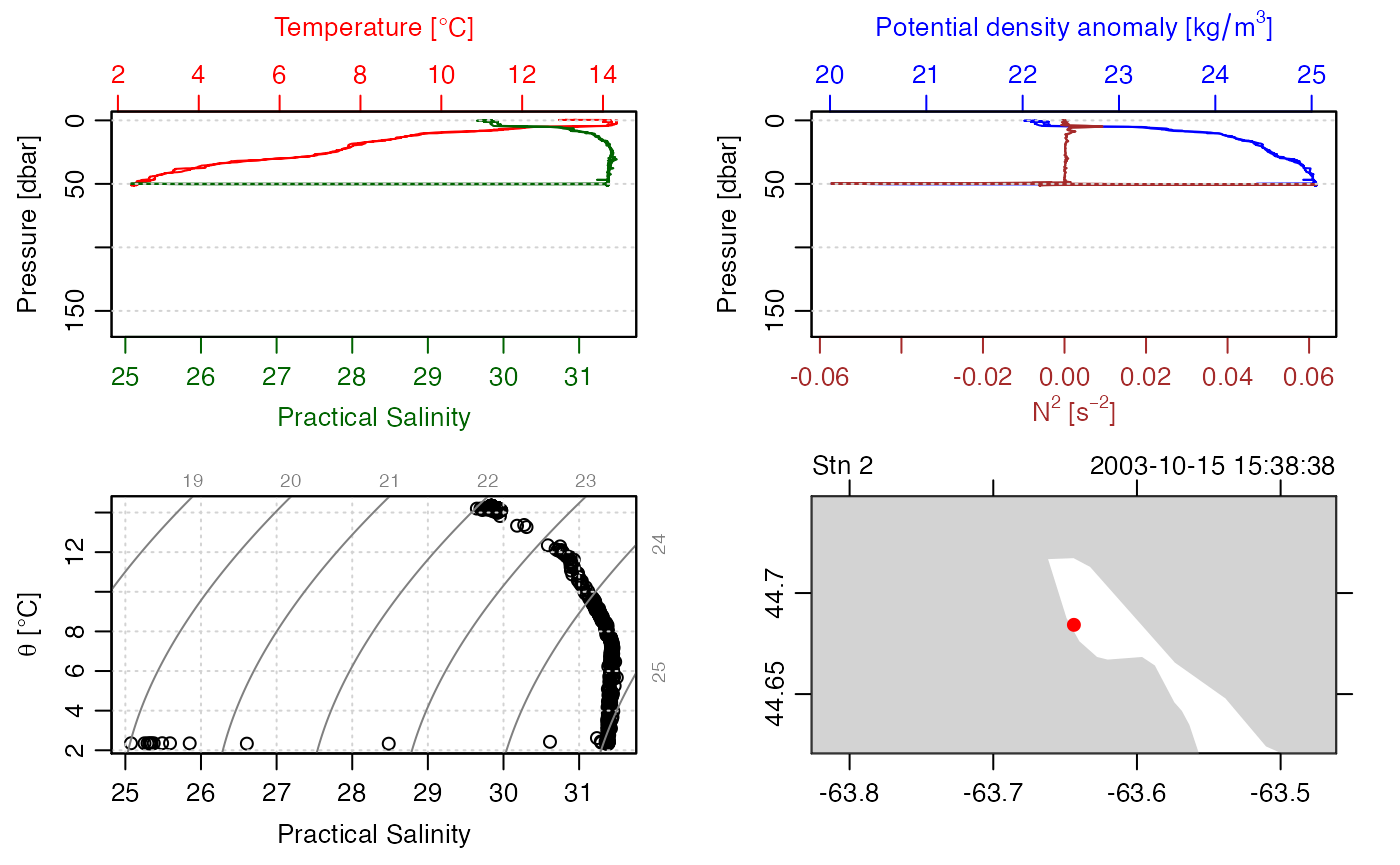 Temperature [°C]
2 4 6 8 10 12 14
Pressure [dbar]
0
50
150
25 26 27 28 29 30 31
Practical Salinity
Potential density anomaly [kg/m³]
20 21 22 23 24 25
Pressure [dbar]
0
50
150
-0.06 -0.02 0.00 0.02 0.04 0.06
N² [s⁻²]
19 20 21 22 23
24
25
θ [°C]
12
8
6
4
2
25 26 27 28 29 30 31
Practical Salinity
Stn 2 2003-10-15 15:38:38
44.7
44.65
-63.8 -63.7 -63.6 -63.5